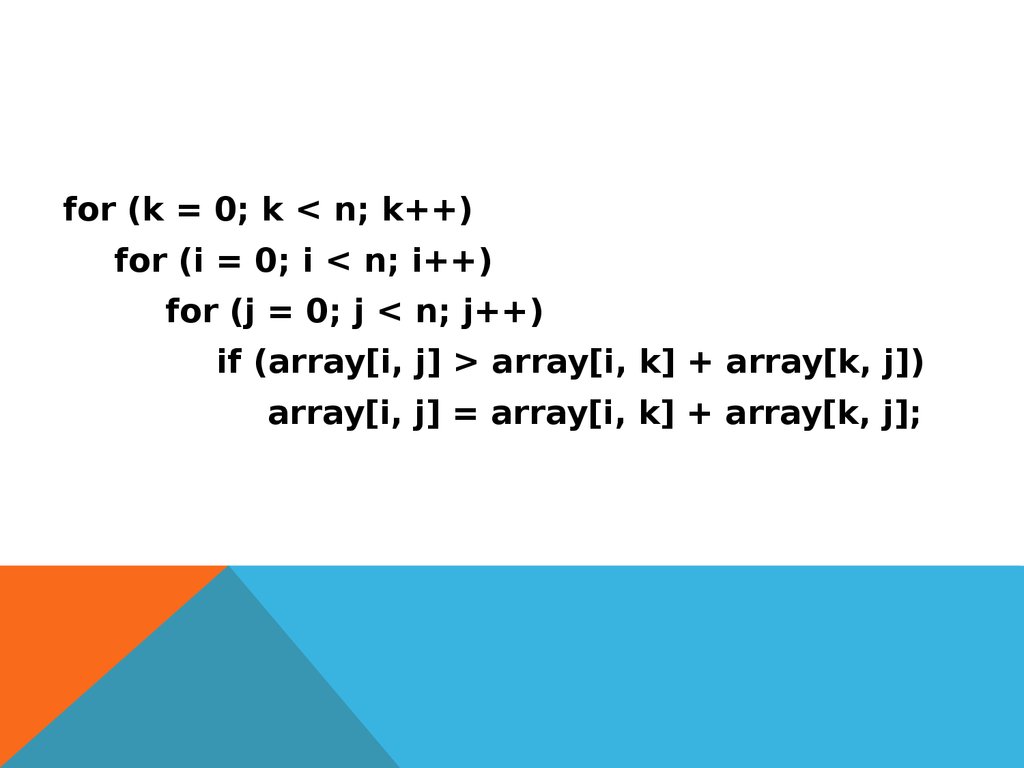 for (k = 0; k < n; k++)
for (i = 0; i < n; i++)
for (j = 0; j < n; j++)
if (array[i, j] > array[i, k] + array[k, j])
array[i, j] = array[i, k] + array[k, j];